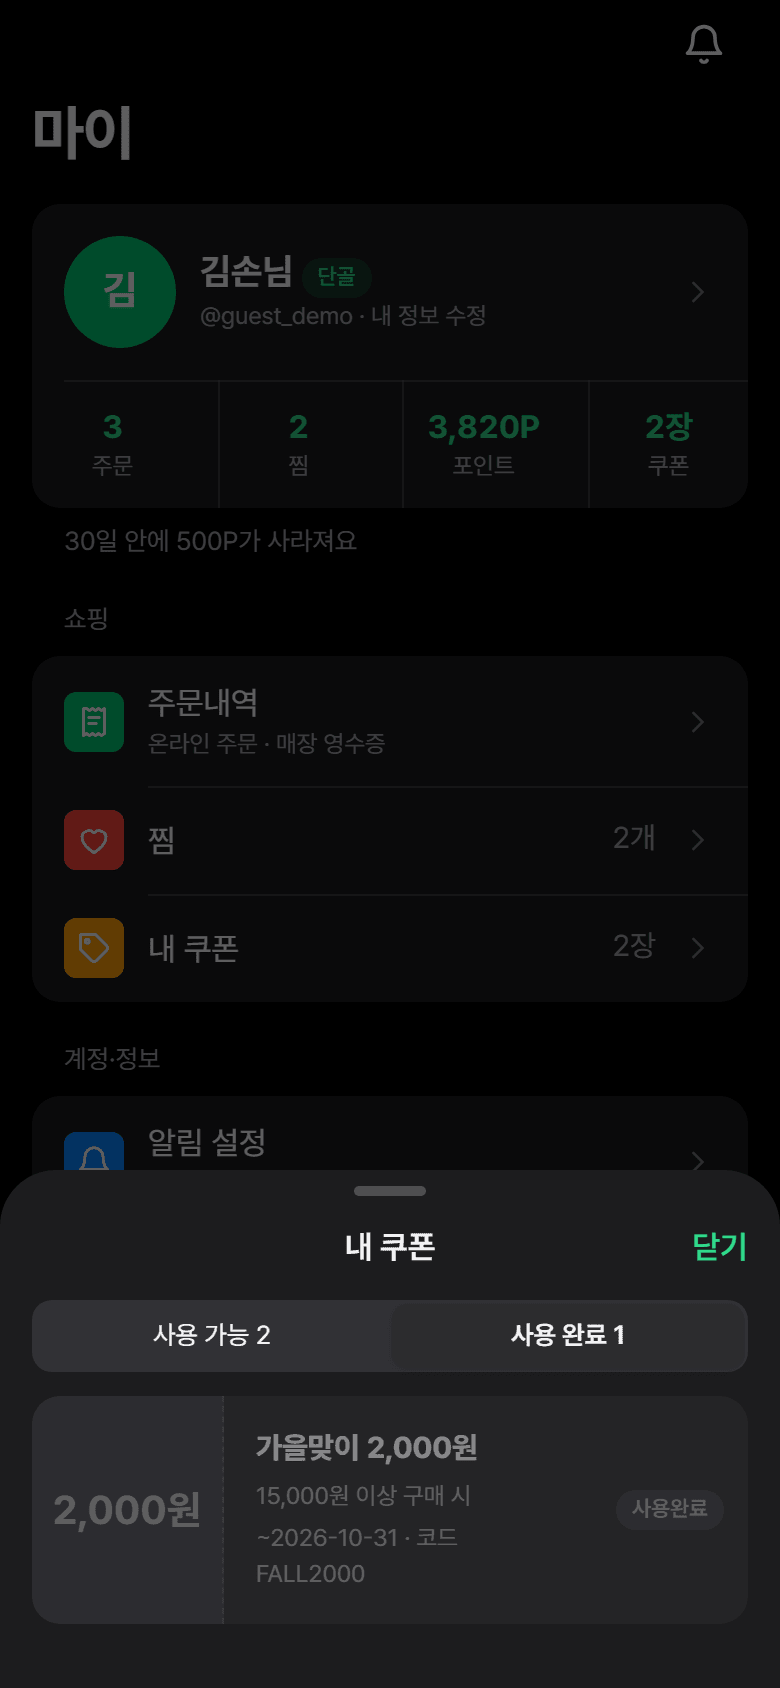 마이
김
김손님 단골
@guest_demo · 내 정보 수정
3 2 3,820P 2장
주문 찜 포인트 쿠폰
30일 안에 500P가 사라져요
쇼핑
주문내역
온라인 주문 · 매장 영수증
찜 2개
내 쿠폰 2장
계정·정보
알림 설정
내 쿠폰 닫기
사용 가능 2 사용 완료 1
2,000원
가을맞이 2,000원
15,000원 이상 구매 시
~2026-10-31 · 코드
FALL2000
사용완료